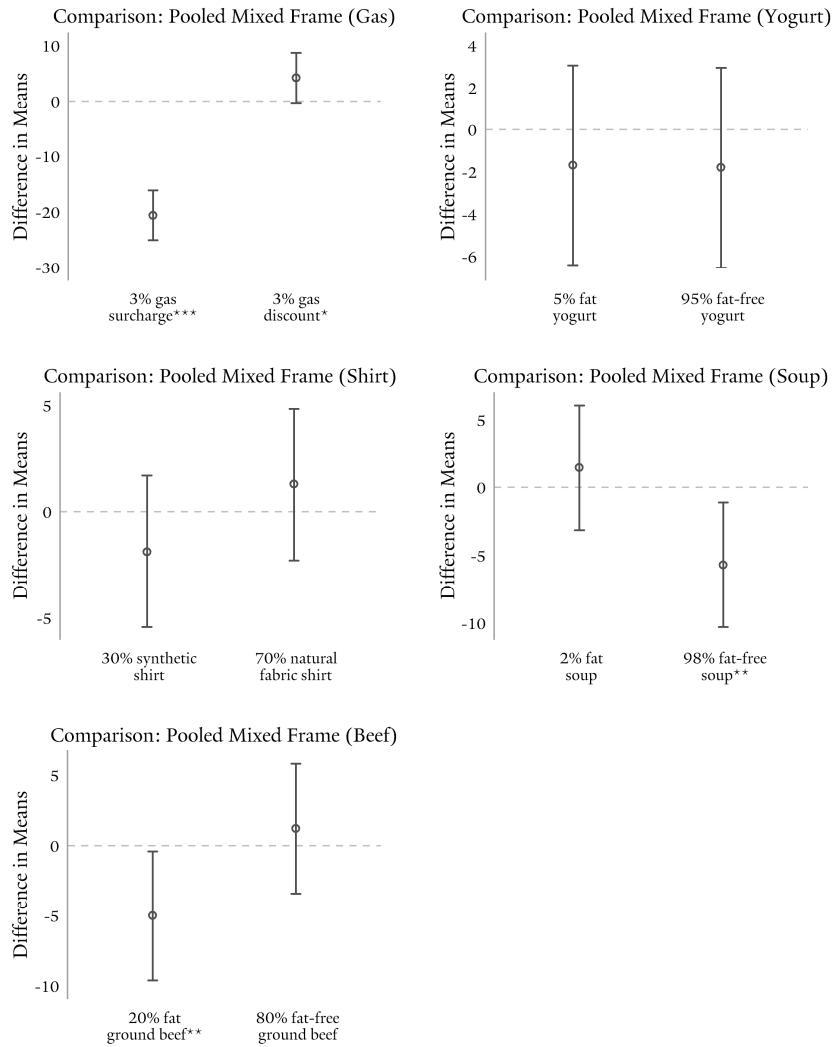 Comparison: Pooled Mixed Frame (Gas)
Difference in Means
10
0
-10
-20
-30
3% gas
surcharge***
3% gas
discount*
Comparison: Pooled Mixed Frame (Yogurt)
Difference in Means
4
2
0
-2
-4
-6
5% fat
yogurt
95% fat-free
yogurt
Comparison: Pooled Mixed Frame (Shirt)
Difference in Means
5
0
-5
30% synthetic
shirt
70% natural
fabric shirt
Comparison: Pooled Mixed Frame (Soup)
Difference in Means
5
0
-5
-10
2% fat
soup
98% fat-free
soup**
Comparison: Pooled Mixed Frame (Beef)
Difference in Means
5
0
-5
-10
20% fat
ground beef**
80% fat-free
ground beef